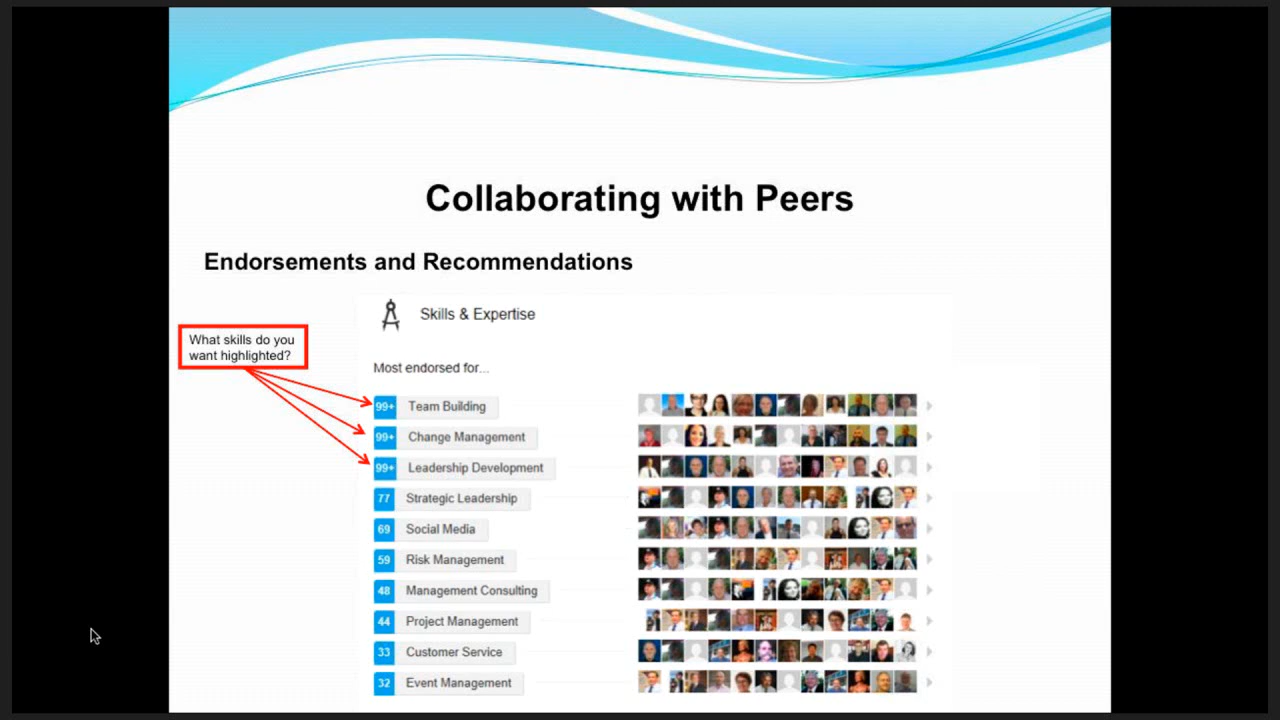 Collaborating with Peers
Endorsements and Recommendations
Skills & Expertise
What skills do you
want highlighted?
Most endorsed for...
99+ Team Building
99+ Change Management
99+ Leadership Development
77 Strategic Leadership
69 Social Media
59 Risk Management
48 Management Consulting
44 Project Management
33 Customer Service
32 Event Management